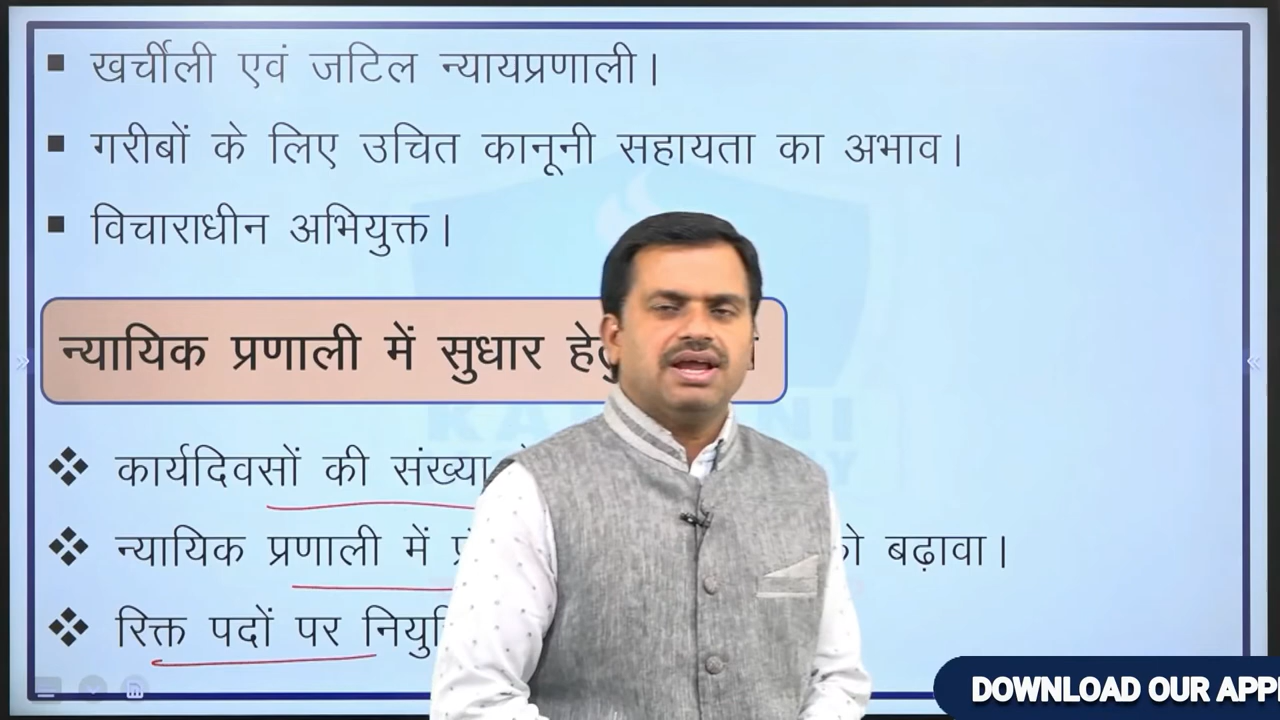 खर्चीली एवं जटिल न्यायप्रणाली।
गरीबों के लिए उचित कानूनी सहायता का अभाव।
विचाराधीन अभियुक्त।
न्यायिक प्रणाली में सुधार
कार्यदिवसों की संख्या
न्यायिक प्रणाली में बढ़ावा।
रिक्त पदों पर
DOWNLOAD OUR